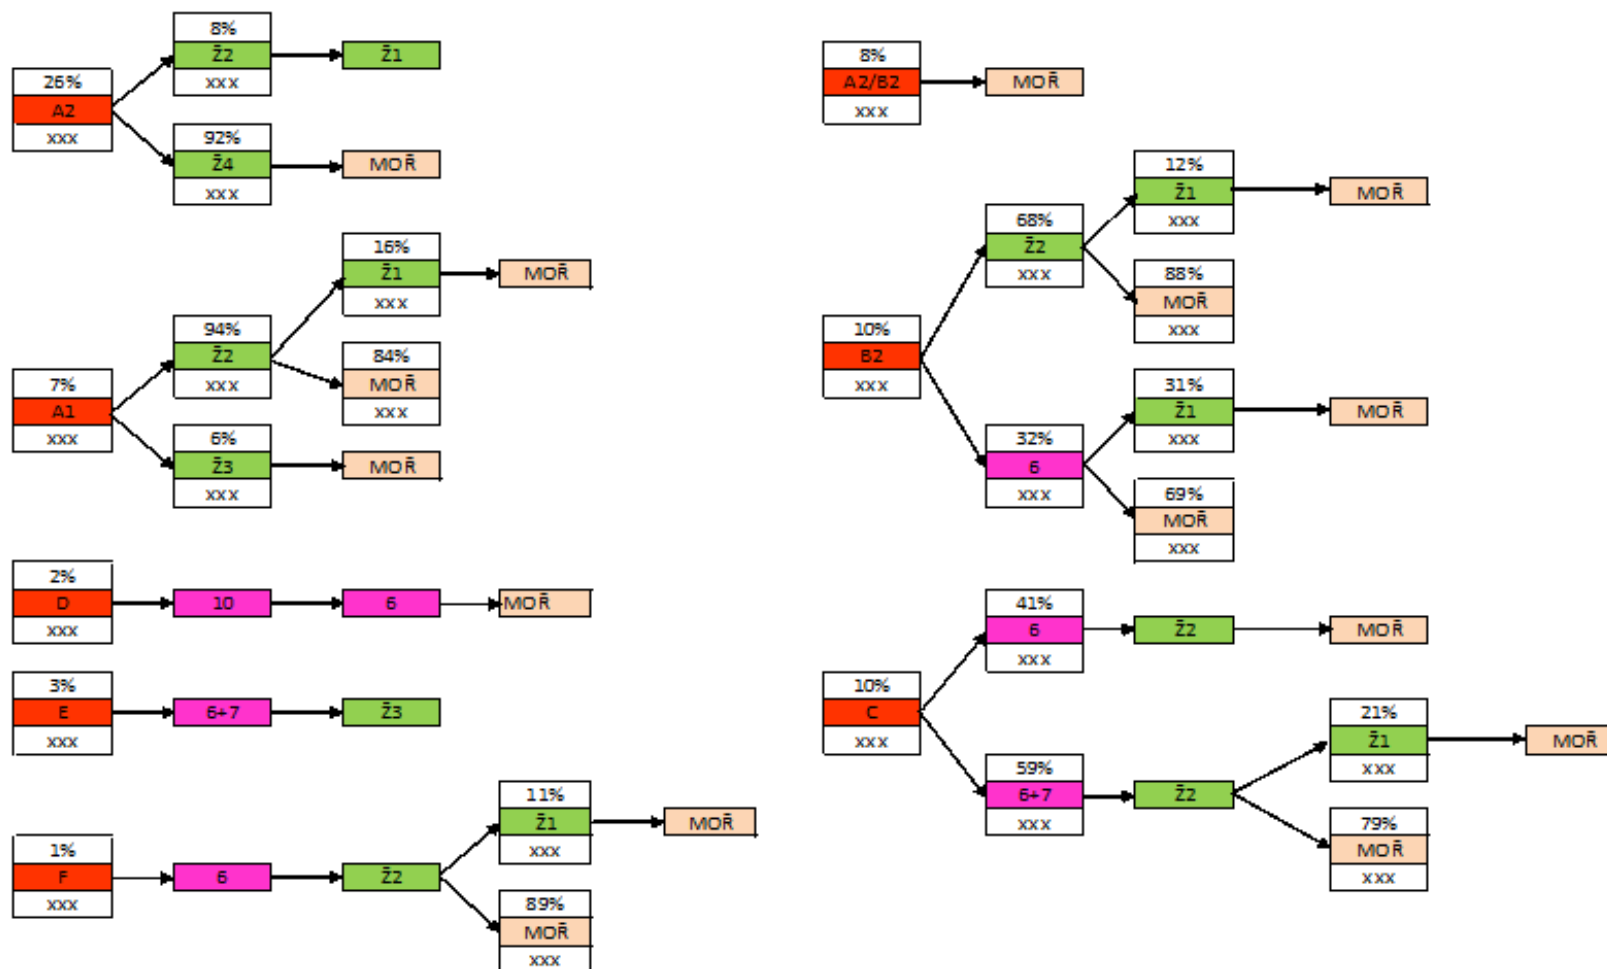 26%
A2
xxx
8%
Ž2
xxx
Ž1
92%
Ž4
xxx
MOŘ
7%
A1
xxx
94%
Ž2
xxx
16%
Ž1
xxx
MOŘ
84%
MOŘ
xxx
6%
Ž3
xxx
MOŘ
2%
D
xxx
10
6
MOŘ
3%
E
xxx
6+7
Ž3
1%
F
xxx
6
Ž2
11%
Ž1
xxx
MOŘ
89%
MOŘ
xxx
8%
A2/B2
xxx
MOŘ
10%
B2
xxx
68%
Ž2
xxx
12%
Ž1
xxx
MOŘ
88%
MOŘ
xxx
32%
6
xxx
31%
Ž1
xxx
MOŘ
69%
MOŘ
xxx
10%
C
xxx
41%
6
xxx
Ž2
MOŘ
59%
6+7
xxx
Ž2
21%
Ž1
xxx
MOŘ
79%
MOŘ
xxx